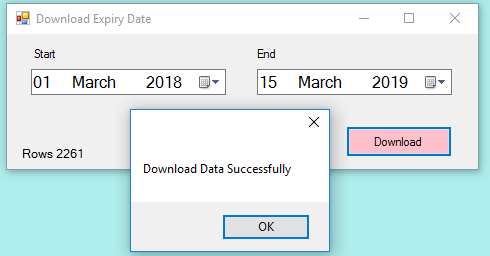 Download Expiry Date
Start End
01 March 2018 15 March 2019
Download
Rows 2261
Download Data Successfully
OK